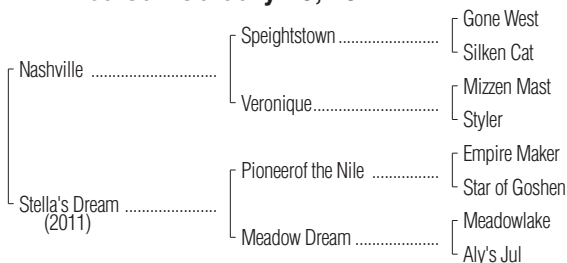 Gone West
Speightstown
Silken Cat
Nashville
Mizzen Mast
Veronique
Styler
Empire Maker
Pioneerof the Nile
Star of Goshen
Stella's Dream
(2011)
Meadowlake
Meadow Dream
Aly's Jul